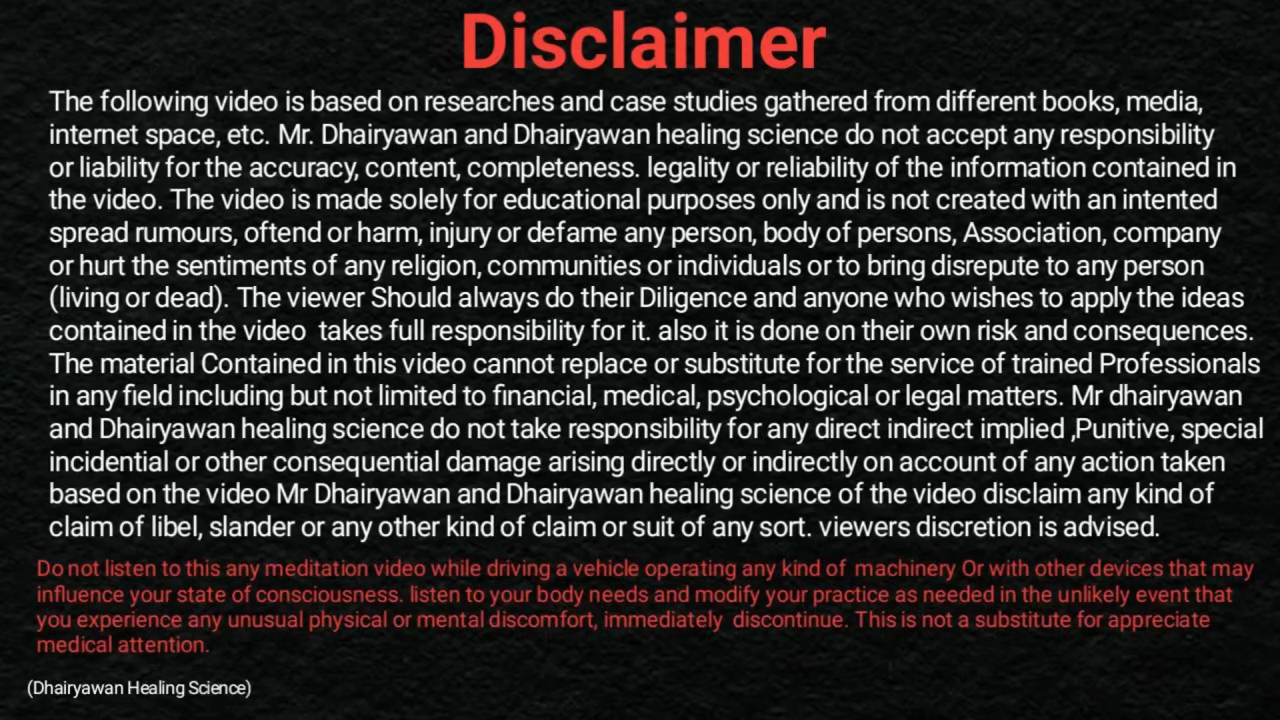 Disclaimer
The following video is based on researches and case studies gathered from different books, media,
internet space, etc. Mr. Dhairyawan and Dhairyawan healing science do not accept any responsibility
or liability for the accuracy, content, completeness. legality or reliability of the information contained in
the video. The video is made solely for educational purposes only and is not created with an intented
spread rumours, oftend or harm, injury or defame any person, body of persons, Association, company
or hurt the sentiments of any religion, communities or individuals or to bring disrepute to any person
(living or dead). The viewer Should always do their Diligence and anyone who wishes to apply the ideas
contained in the video  takes full responsibility for it. also it is done on their own risk and consequences.
The material Contained in this video cannot replace or substitute for the service of trained Professionals
in any field including but not limited to financial, medical, psychological or legal matters. Mr dhairyawan
and Dhairyawan healing science do not take responsibility for any direct indirect implied ,Punitive, special
incidential or other consequential damage arising directly or indirectly on account of any action taken
based on the video Mr Dhairyawan and Dhairyawan healing science of the video disclaim any kind of
claim of libel, slander or any other kind of claim or suit of any sort. viewers discretion is advised.
Do not listen to this any meditation video while driving a vehicle operating any kind of  machinery Or with other devices that may
influence your state of consciousness. listen to your body needs and modify your practice as needed in the unlikely event that
you experience any unusual physical or mental discomfort, immediately  discontinue. This is not a substitute for appreciate
medical attention.
(Dhairyawan Healing Science)